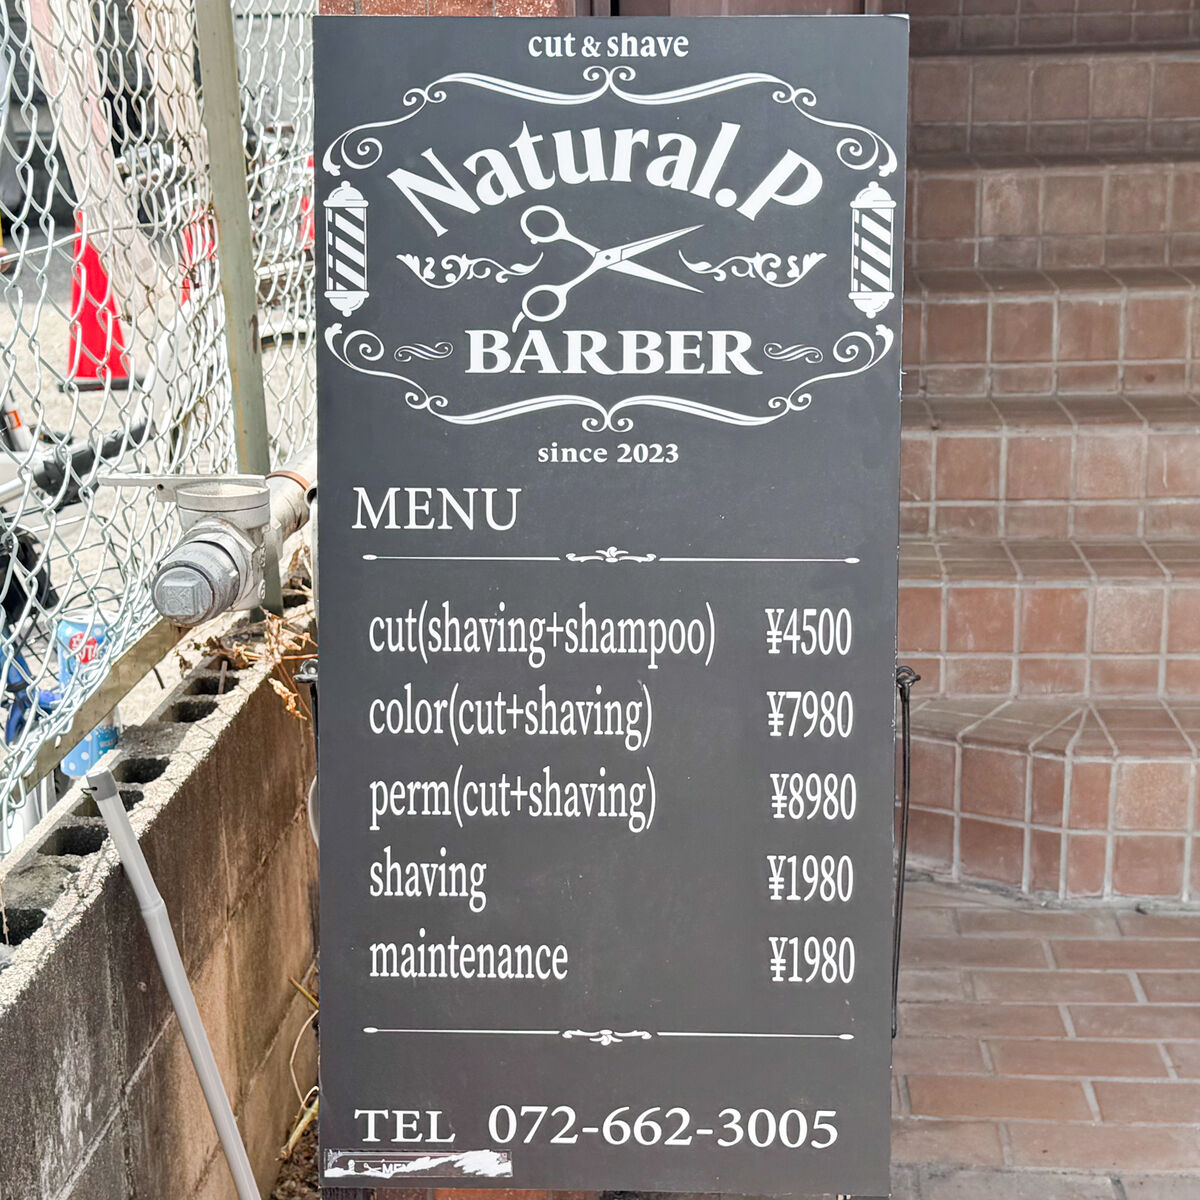 cut & shave
Natural.P
BARBER
since 2023
MENU
cut(shaving+shampoo) ¥4500
color(cut+shaving) ¥7980
perm(cut+shaving) ¥8980
shaving ¥1980
maintenance ¥1980
TEL 072-662-3005